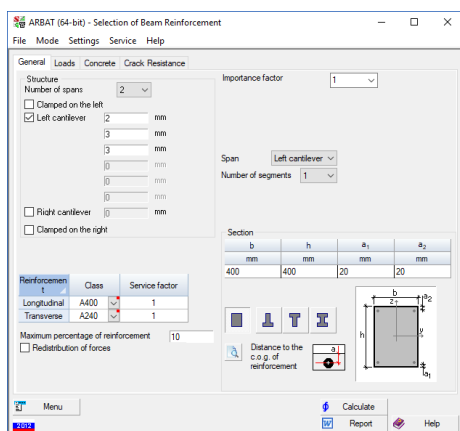 ARBAT (64-bit) - Selection of Beam Reinforcement
File Mode Settings Service Help
General Loads Concrete Crack Resistance
Structure
Number of spans 2
Clamped on the left
Left cantilever 2 mm
3 mm
3 mm
0 mm
0 mm
0 mm
Right cantilever 0 mm
Clamped on the right
Importance factor 1
Span Left cantilever
Number of segments 1
Section
b h a1 a2
mm mm mm mm
400 400 20 20
Reinforcemen
t Class Service factor
Longitudinal A400 1
Transverse A240 1
Maximum percentage of reinforcement 10
Redistribution of forces
Distance to the
c.o.g. of
reinforcement
a
b
z
a2
h
y
a1
Menu Calculate
2012 Report Help